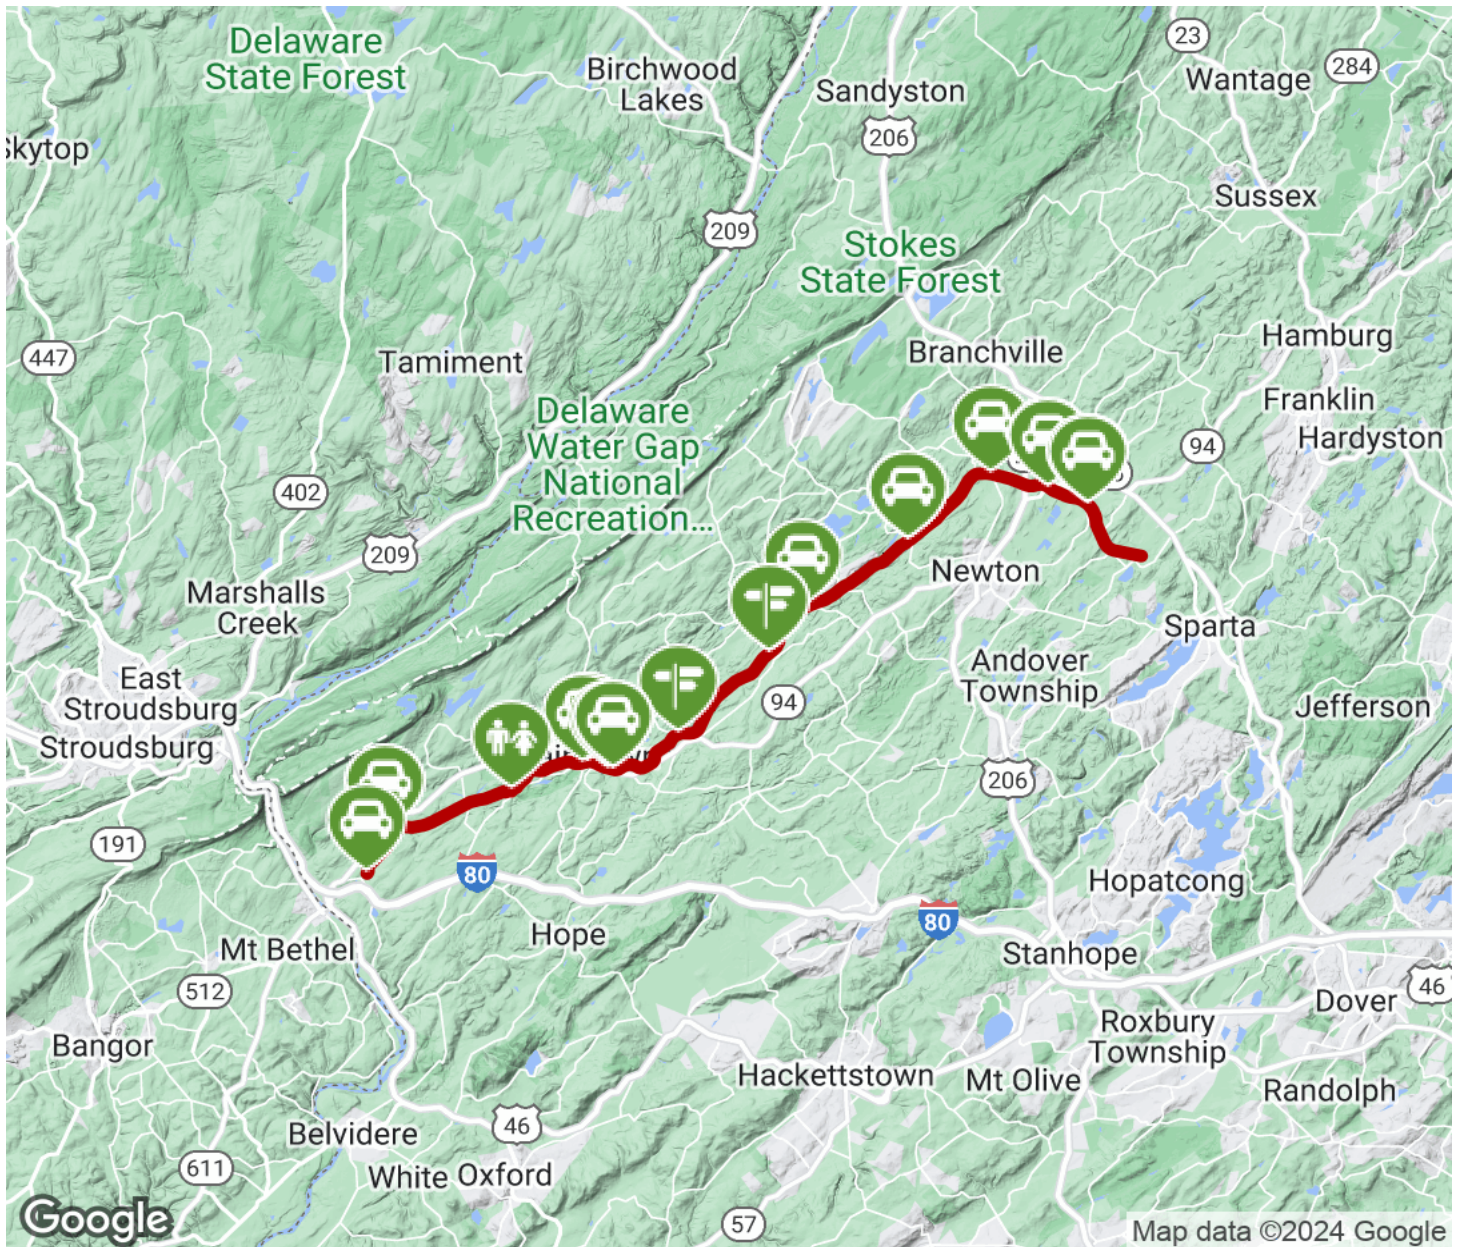 Delaware
State Forest
Birchwood
Lakes
Sandyston
23
Wantage
284
206
Skytop
Sussex
209
Stokes
State Forest
Hamburg
447
Tamiment
Branchville
Franklin
Hardyston
94
Delaware
Water Gap
National
Recreation...
402
209
Newton
Marshalls
Creek
Sparta
Andover
Township
East
Stroudsburg
94
Jefferson
Stroudsburg
206
191
80
Hopatcong
80
Hope
Mt Bethel
Stanhope
512
46
Dover
Bangor
Roxbury
Township
Hackettstown
Mt Olive
Randolph
46
Belvidere
611
White
Oxford
57
Google
Map data ©2024 Google